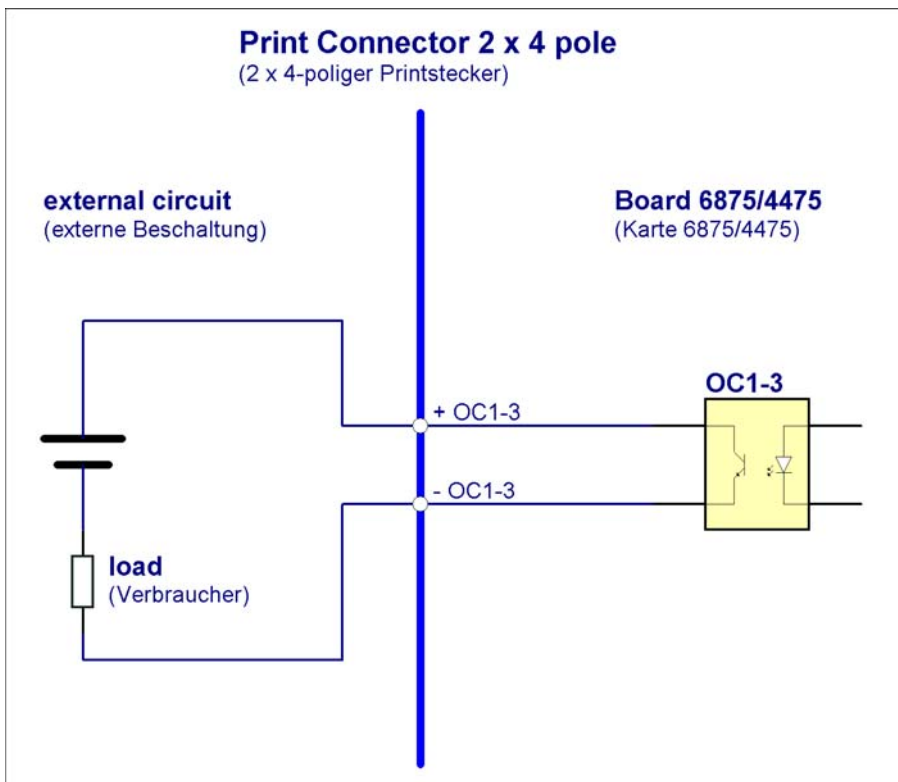 Print Connector 2 x 4 pole
(2 x 4-poliger Printstecker)
external circuit
(externe Beschaltung)
Board 6875/4475
(Karte 6875/4475)
OC1-3
+ OC1-3
- OC1-3
load
(Verbraucher)